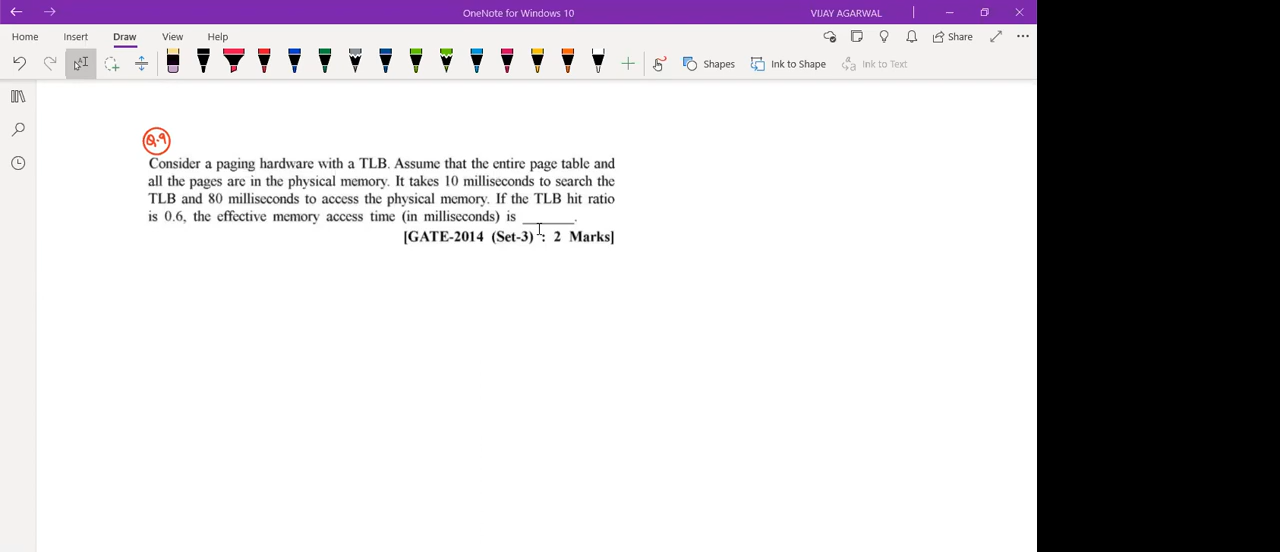 OneNote for Windows 10
VIJAY AGARWAL
Home Insert Draw View Help
Share
Shapes Ink to Shape Ink to Text
Q.9
Consider a paging hardware with a TLB. Assume that the entire page table and
all the pages are in the physical memory. It takes 10 milliseconds to search the
TLB and 80 milliseconds to access the physical memory. If the TLB hit ratio
is 0.6, the effective memory access time (in milliseconds) is _______.
[GATE-2014 (Set-3) : 2 Marks]